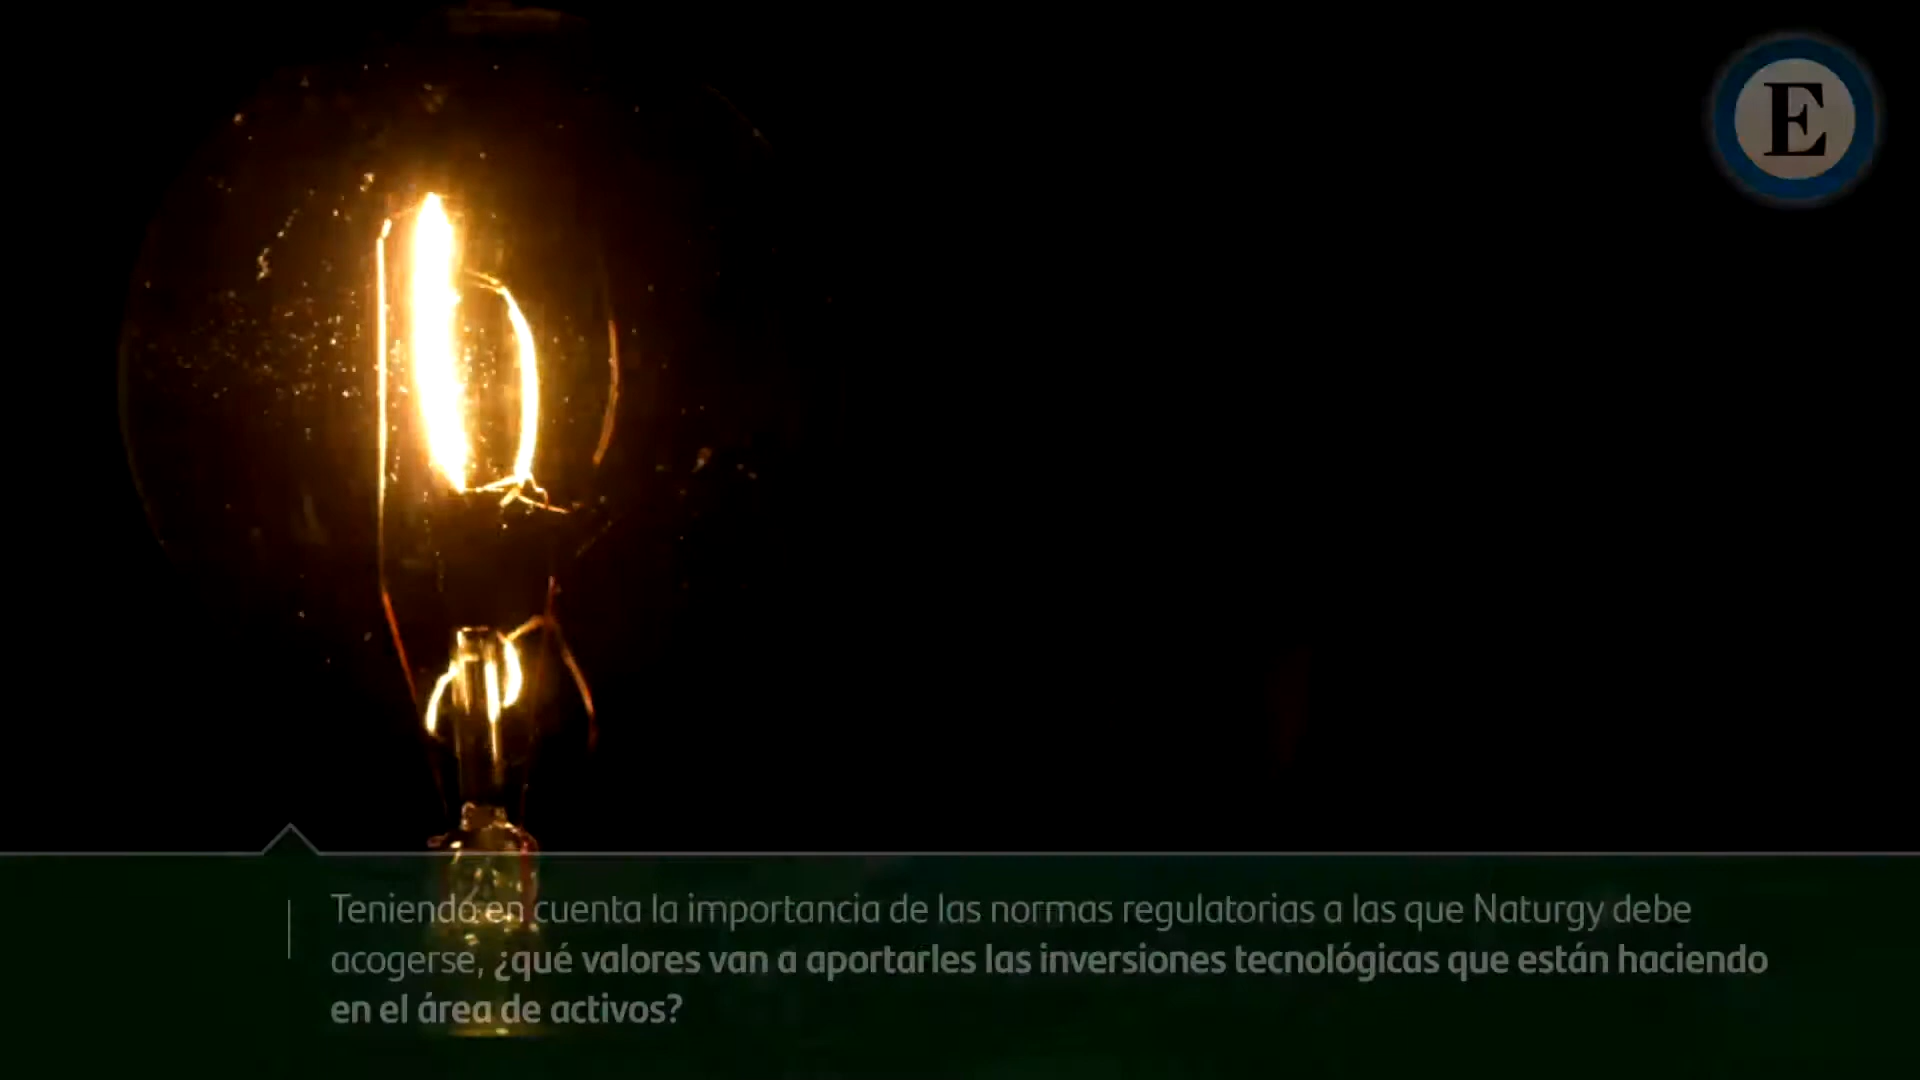 E
Teniendo en cuenta la importancia de las normas regulatorias a las que Naturgy debe
acogerse, ¿qué valores van a aportarles las inversiones tecnológicas que están haciendo
en el área de activos?